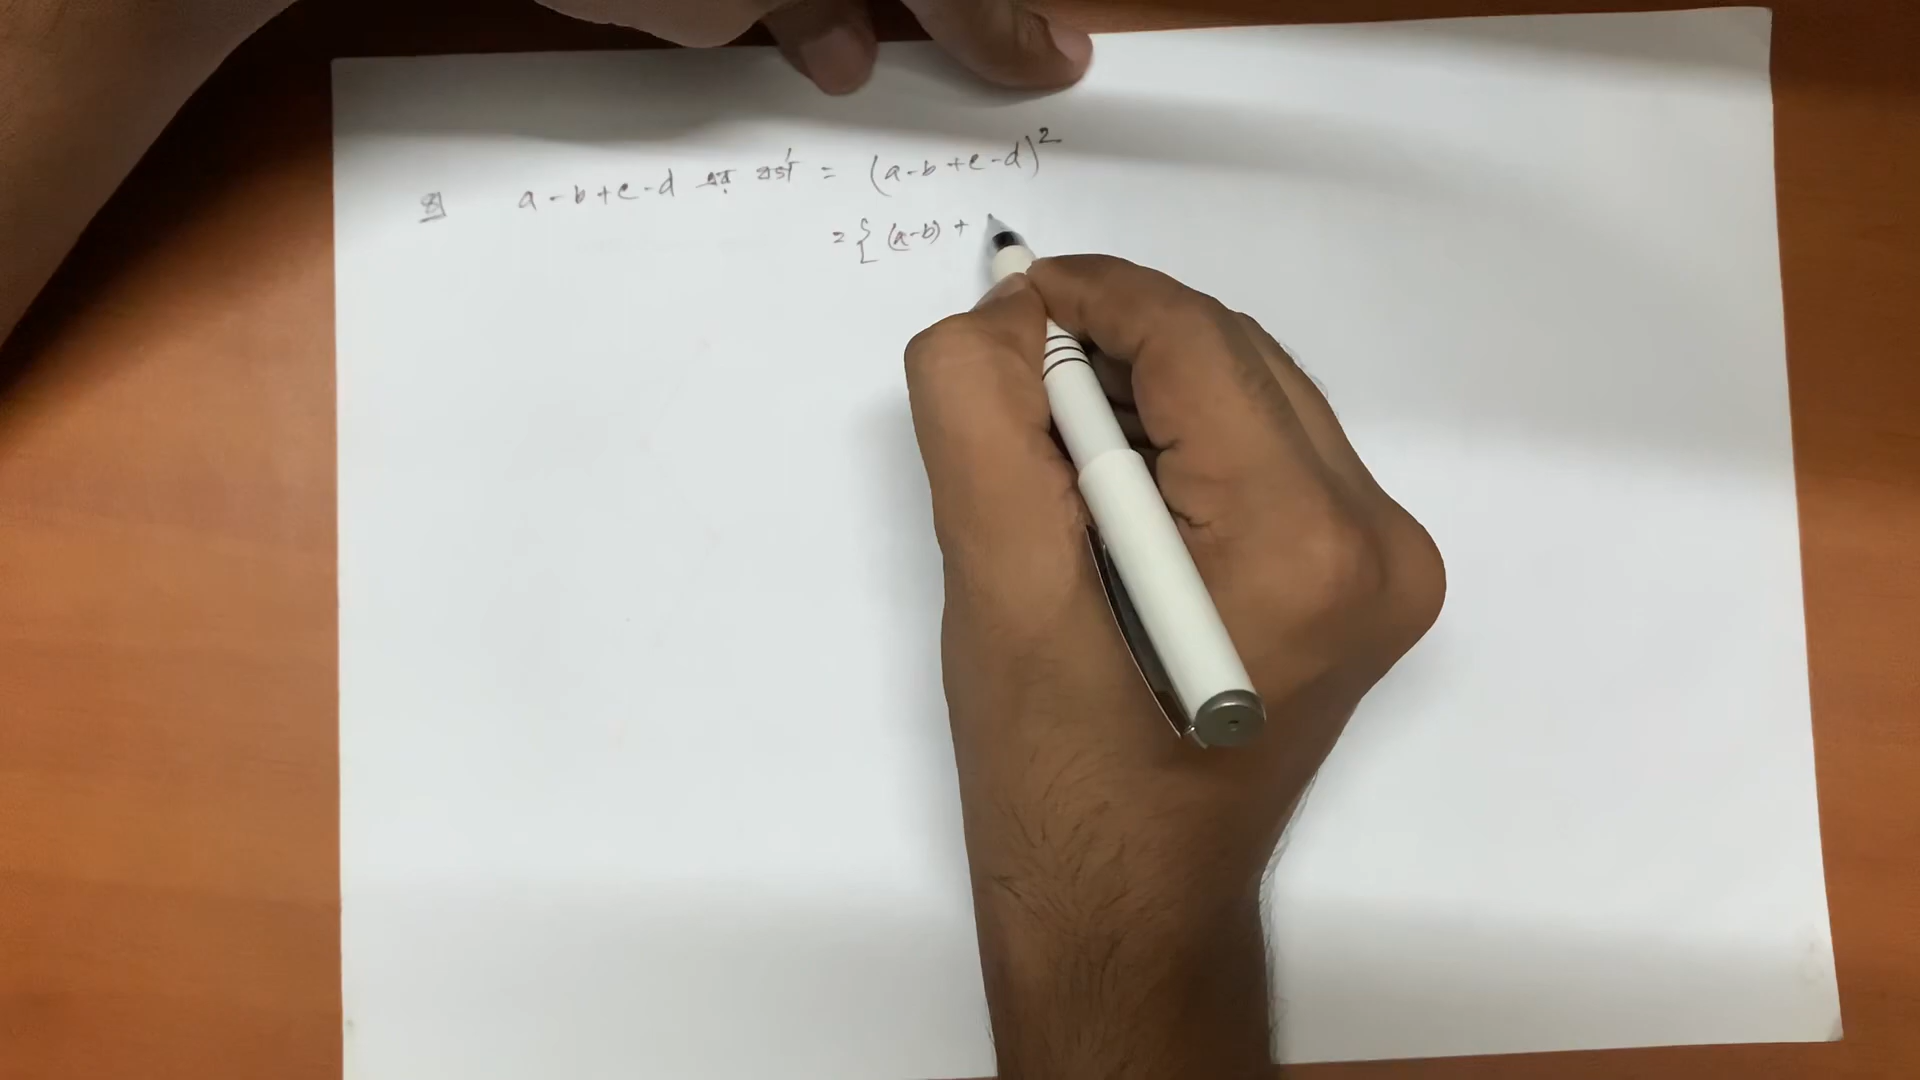 ৪] a-b+c-d এর বর্গ = (a-b+c-d)²
= { (a-b) +